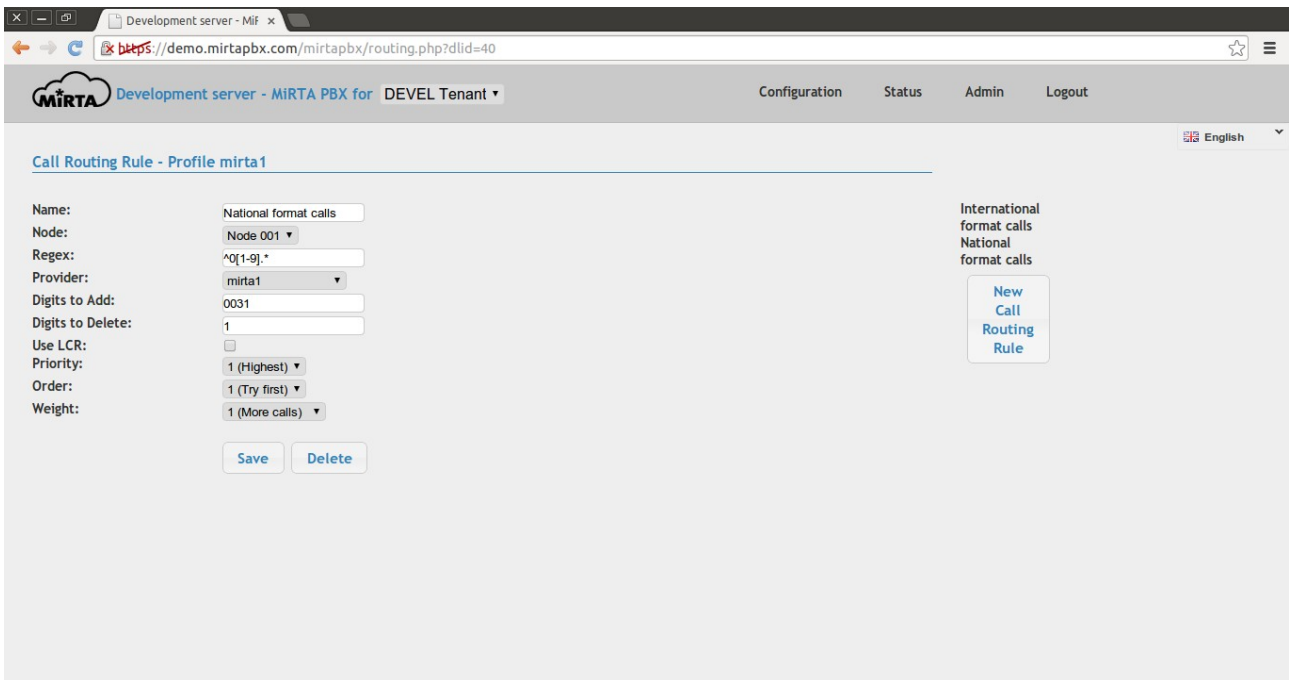 Development server - MiR
https://demo.mirtapbx.com/mirtapbx/routing.php?dlid=40
MiRTA Development server - MiRTA PBX for DEVEL Tenant
Configuration Status Admin Logout
English
Call Routing Rule - Profile mirta1
Name: National format calls
Node: Node 001
Regex: ^0[1-9].*
Provider: mirta1
Digits to Add: 0031
Digits to Delete: 1
Use LCR:
Priority: 1 (Highest)
Order: 1 (Try first)
Weight: 1 (More calls)
Save Delete
International
format calls
National
format calls
New
Call
Routing
Rule